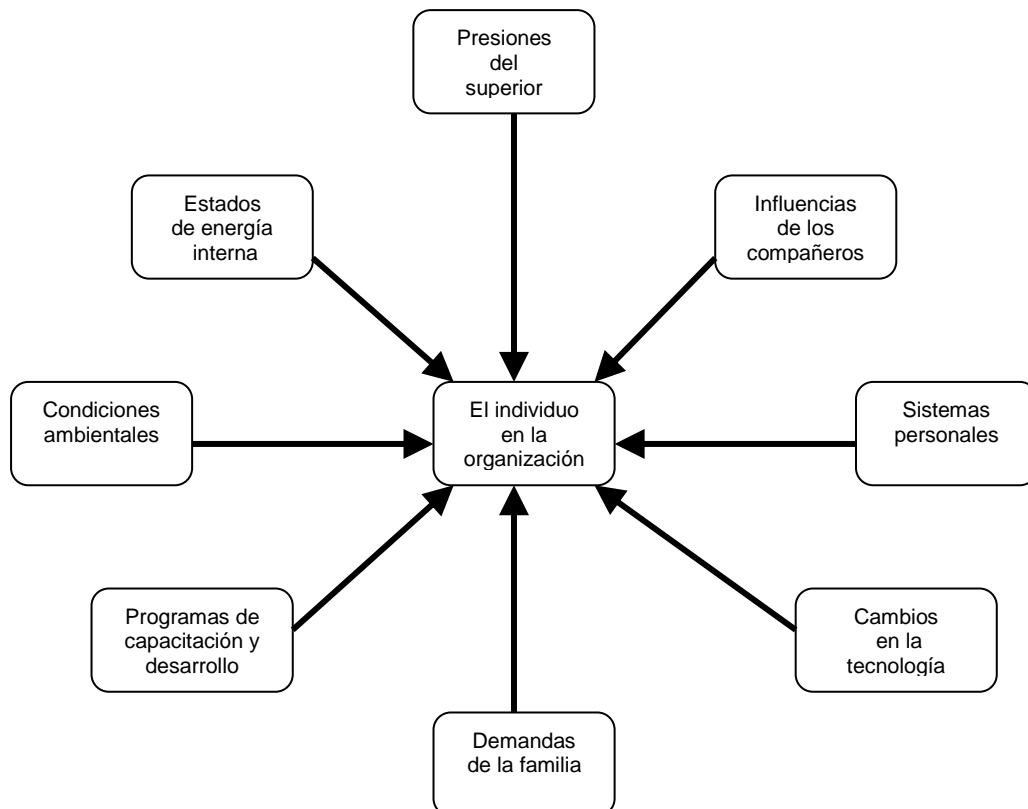 Presiones
del
superior
Estados
de energía
interna
Influencias
de los
compañeros
Condiciones
ambientales
El individuo
en la
organización
Sistemas
personales
Programas de
capacitación y
desarrollo
Cambios
en la
tecnología
Demandas
de la familia